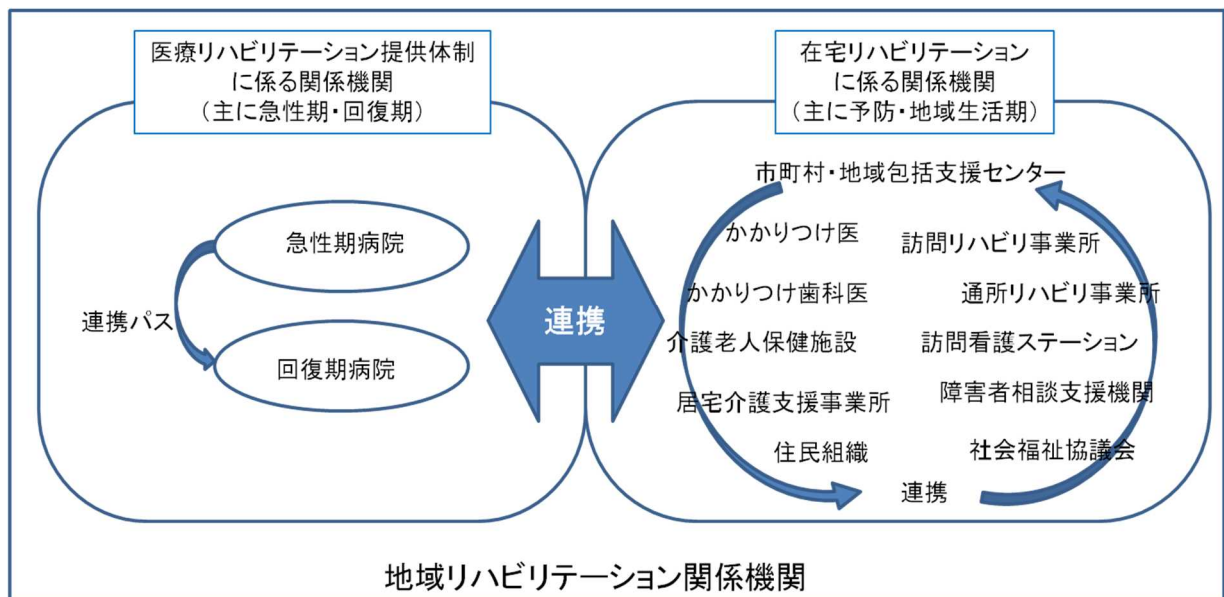 医療リハビリテーション提供体制
に係る関係機関
（主に急性期・回復期）
急性期病院
連携パス
回復期病院
連携
在宅リハビリテーション
に係る関係機関
（主に予防・地域生活期）
市町村・地域包括支援センター
かかりつけ医
訪問リハビリ事業所
かかりつけ歯科医
通所リハビリ事業所
介護老人保健施設
訪問看護ステーション
居宅介護支援事業所
障害者相談支援機関
住民組織
社会福祉協議会
連携
地域リハビリテーション関係機関